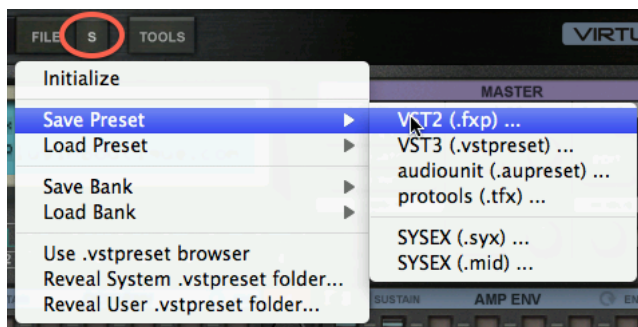 FILE S TOOLS VIRTU
Initialize
MASTER
Save Preset VST2 (.fxp) ...
Load Preset VST3 (.vstpreset) ...
audiounit (.aupreset) ...
Save Bank protools (.tfx) ...
Load Bank
SYSEX (.syx) ...
Use .vstpreset browser SYSEX (.mid) ...
Reveal System .vstpreset folder...
Reveal User .vstpreset folder... SUSTAIN AMP ENV EN